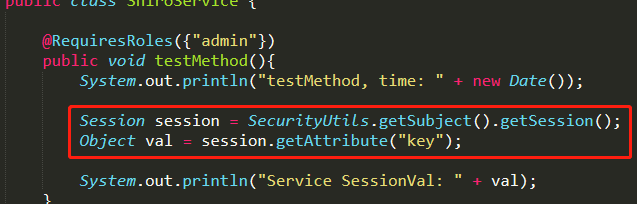 public class ShiroService {
@RequiresRoles({"admin"})
public void testMethod(){
System.out.println("testMethod, time: " + new Date());
Session session = SecurityUtils.getSubject().getSession();
Object val = session.getAttribute("key");
System.out.println("Service SessionVal: " + val);
}